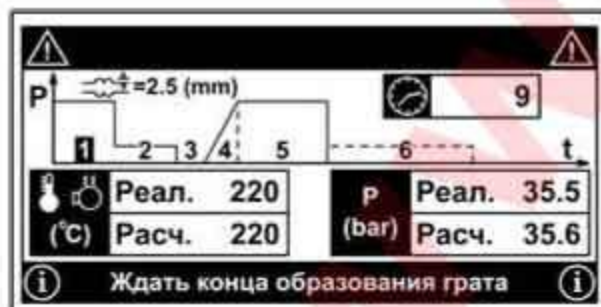 P =2.5 (mm) 9
1 2 3 4 5 6 t
Реал. 220 P Реал. 35.5
(°C) Расч. 220 (bar) Расч. 35.6
i Ждать конца образования грата i